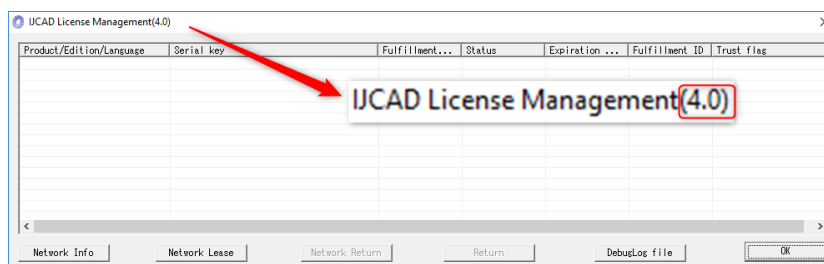 IJCAD License Management(4.0)
Product/Edition/Language Serial key Fulfillment... Status Expiration ... Fulfillment ID Trust flag
IJCAD License Management(4.0)
Network Info Network Lease Network Return Return DebugLog file OK